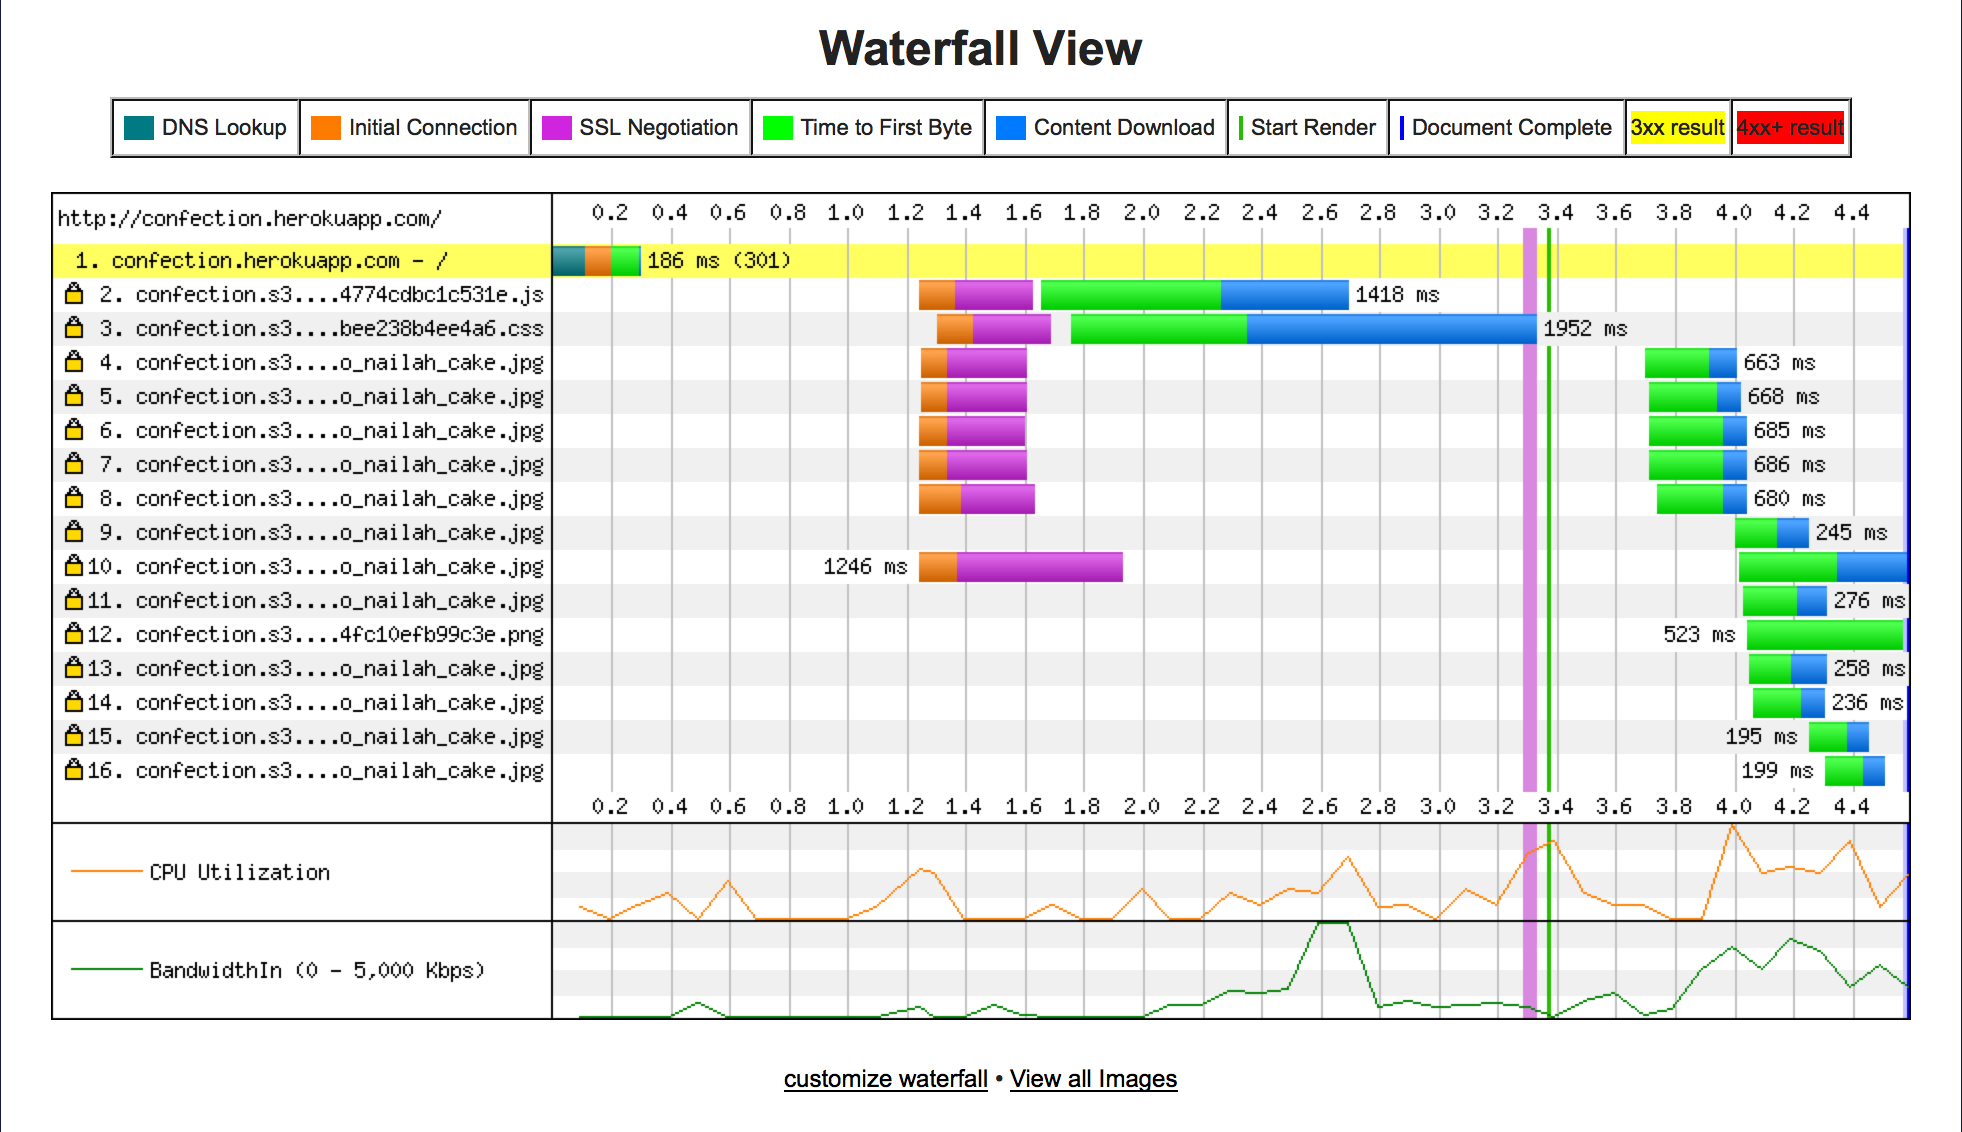 Waterfall View
DNS Lookup Initial Connection SSL Negotiation Time to First Byte Content Download Start Render Document Complete 3xx result 4xx+ result
http://confection.herokuapp.com/ 0.2 0.4 0.6 0.8 1.0 1.2 1.4 1.6 1.8 2.0 2.2 2.4 2.6 2.8 3.0 3.2 3.4 3.6 3.8 4.0 4.2 4.4
1. confection.herokuapp.com - / 186 ms (301)
2. confection.s3....4774cdbc1c531e.js 1418 ms
3. confection.s3....bee238b4ee4a6.css 1952 ms
4. confection.s3....o_nailah_cake.jpg 663 ms
5. confection.s3....o_nailah_cake.jpg 668 ms
6. confection.s3....o_nailah_cake.jpg 685 ms
7. confection.s3....o_nailah_cake.jpg 686 ms
8. confection.s3....o_nailah_cake.jpg 680 ms
9. confection.s3....o_nailah_cake.jpg 245 ms
10. confection.s3....o_nailah_cake.jpg 1246 ms
11. confection.s3....o_nailah_cake.jpg 276 ms
12. confection.s3....4fc10efb99c3e.png 523 ms
13. confection.s3....o_nailah_cake.jpg 258 ms
14. confection.s3....o_nailah_cake.jpg 236 ms
15. confection.s3....o_nailah_cake.jpg 195 ms
16. confection.s3....o_nailah_cake.jpg 199 ms
0.2 0.4 0.6 0.8 1.0 1.2 1.4 1.6 1.8 2.0 2.2 2.4 2.6 2.8 3.0 3.2 3.4 3.6 3.8 4.0 4.2 4.4
CPU Utilization
BandwidthIn (0 - 5,000 Kbps)
customize waterfall • View all Images